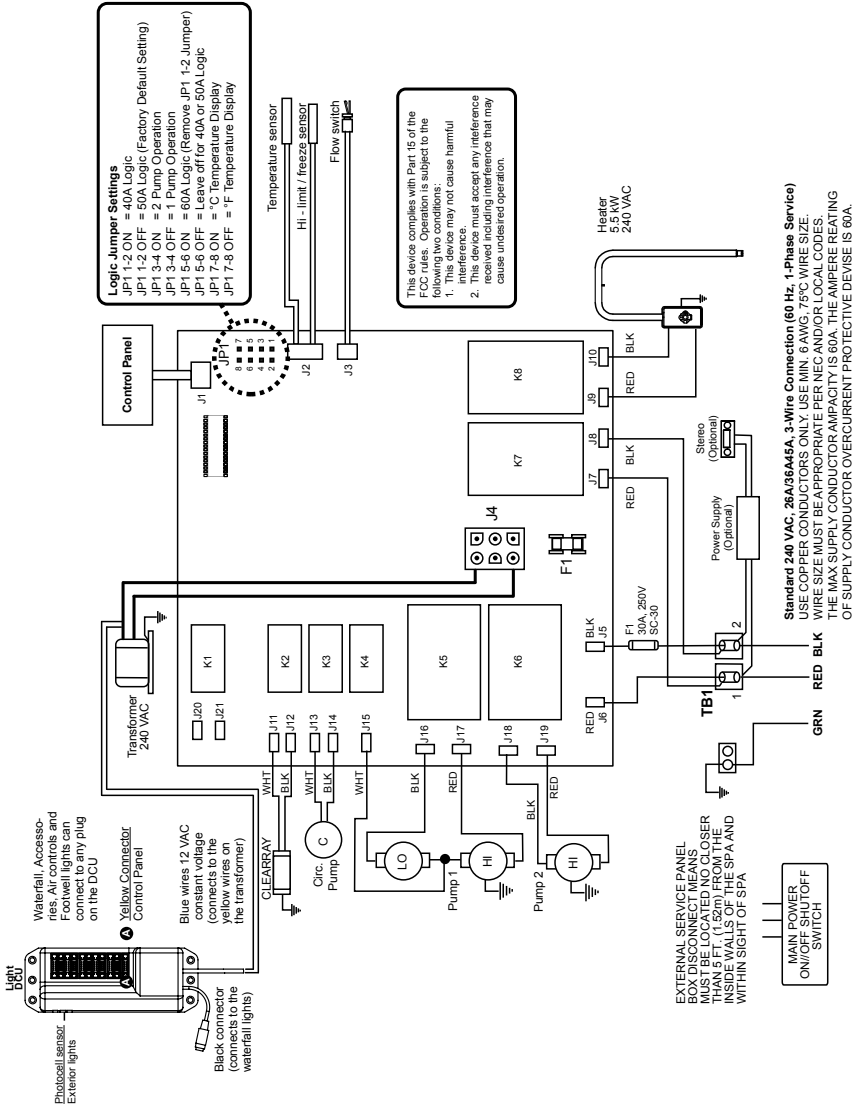 Light
DCU
Photocell sensor
Exterior lights
A
Black connector
(connects to the
waterfall lights)
Waterfall, Accesso-
ries, Air controls and
Footwell lights can
connect to any plug
on the DCU
A Yellow Connector
Control Panel
Blue wires 12 VAC
constant voltage
(connects to the
yellow wires on
the transformer)
Transformer
240 VAC
Control Panel
Logic Jumper Settings
JP1 1-2 ON = 40A Logic
JP1 1-2 OFF = 50A Logic (Factory Default Setting)
JP1 3-4 ON = 2 Pump Operation
JP1 3-4 OFF = 1 Pump Operation
JP1 5-6 ON = 60A Logic (Remove JP1 1-2 Jumper)
JP1 5-6 OFF = Leave off for 40A or 50A Logic
JP1 7-8 ON = °C Temperature Display
JP1 7-8 OFF = °F Temperature Display
J1
JP1
8 7
6 5
4 3
2 1
J2
J3
Temperature sensor
Hi - limit / freeze sensor
Flow switch
This device complies with Part 15 of the
FCC rules. Operation is subject to the
following two conditions:
1. This device may not cause harmful
interference.
2. This device must accept any inteference
received including interference that may
cause undesired operation.
J20
J21
K1
K2
K3
K4
K5
K6
K7
K8
J4
F1
CLEARRAY
WHT
J11
BLK
J12
Circ.
Pump
C
WHT
J13
BLK
J14
WHT
J15
BLK
J16
RED
J17
Pump 1
LO
HI
BLK
J18
RED
J19
Pump 2
HI
RED
J6
BLK
J5
F1
30A, 250V
SC-30
J7
RED
J8
BLK
J9
RED
J10
BLK
Heater
5.5 kW
240 VAC
Stereo
(Optional)
Power Supply
(Optional)
TB1
1
2
GRN
RED
BLK
EXTERNAL SERVICE PANEL
BOX DISCONNECT MEANS
MUST BE LOCATED NO CLOSER
THAN 5 FT. (1.52m) FROM THE
INSIDE WALLS OF THE SPA AND
WITHIN SIGHT OF SPA
MAIN POWER
ON//OFF SHUTOFF
SWITCH
Standard 240 VAC, 26A/36A45A, 3-Wire Connection (60 Hz, 1-Phase Service)
USE COPPER CONDUCTORS ONLY. USE MIN. 6 AWG, 75ºC WIRE SIZE.
WIRE SIZE MUST BE APPROPRIATE PER NEC AND/OR LOCAL CODES.
THE MAX SUPPLY CONDUCTOR AMPACITY IS 60A. THE AMPERE REATING
OF SUPPLY CONDUCTOR OVERCURRENT PROTECTIVE DEVISE IS 60A.